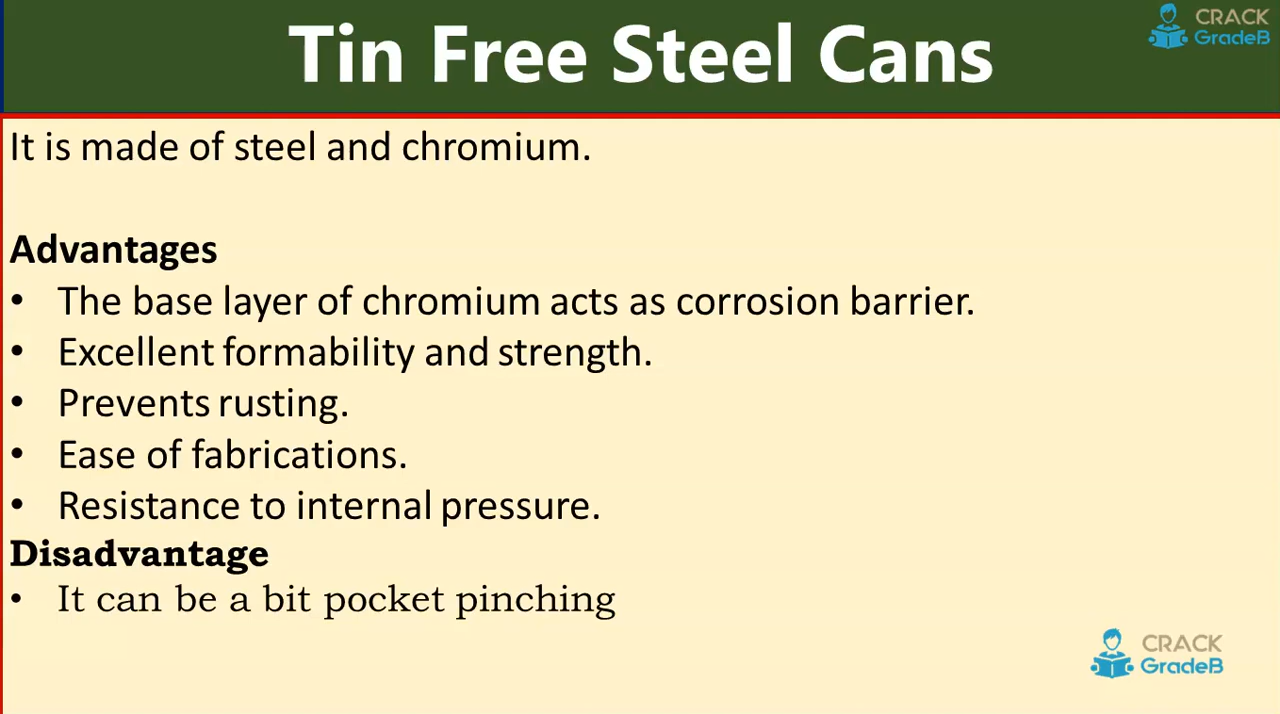 Tin Free Steel Cans
CRACK
GradeB
It is made of steel and chromium.
Advantages
• The base layer of chromium acts as corrosion barrier.
• Excellent formability and strength.
• Prevents rusting.
• Ease of fabrications.
• Resistance to internal pressure.
Disadvantage
• It can be a bit pocket pinching
CRACK
GradeB